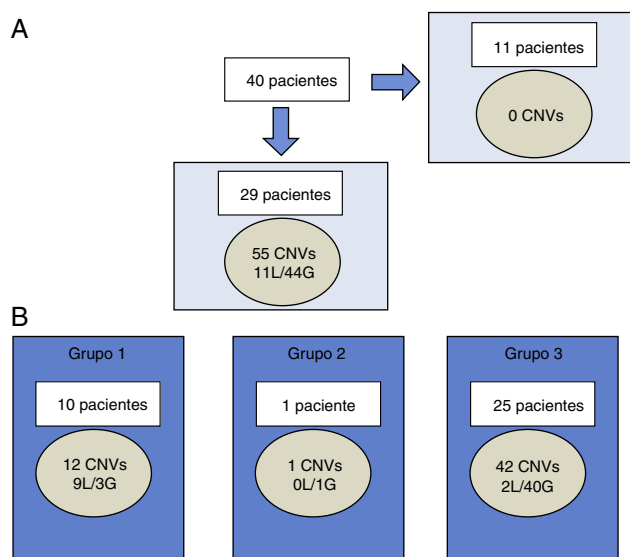 A
40 pacientes
11 pacientes
0 CNVs
29 pacientes
55 CNVs
11L/44G
B
Grupo 1
10 pacientes
12 CNVs
9L/3G
Grupo 2
1 paciente
1 CNVs
0L/1G
Grupo 3
25 pacientes
42 CNVs
2L/40G